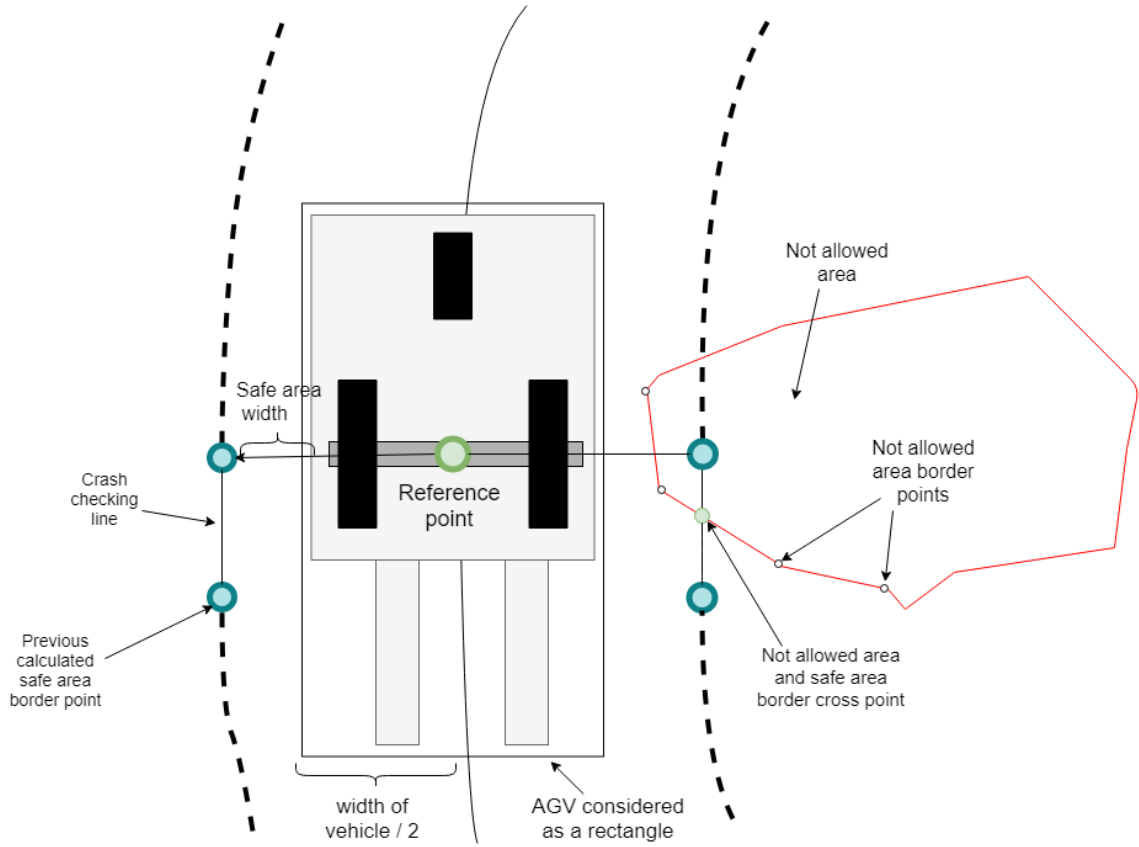 Not allowed
area
Safe area
width
Not allowed
area border
points
Crash
checking
line
Reference
point
Previous
calculated
safe area
border point
Not allowed area
and safe area
border cross point
width of
vehicle / 2
AGV considered
as a rectangle